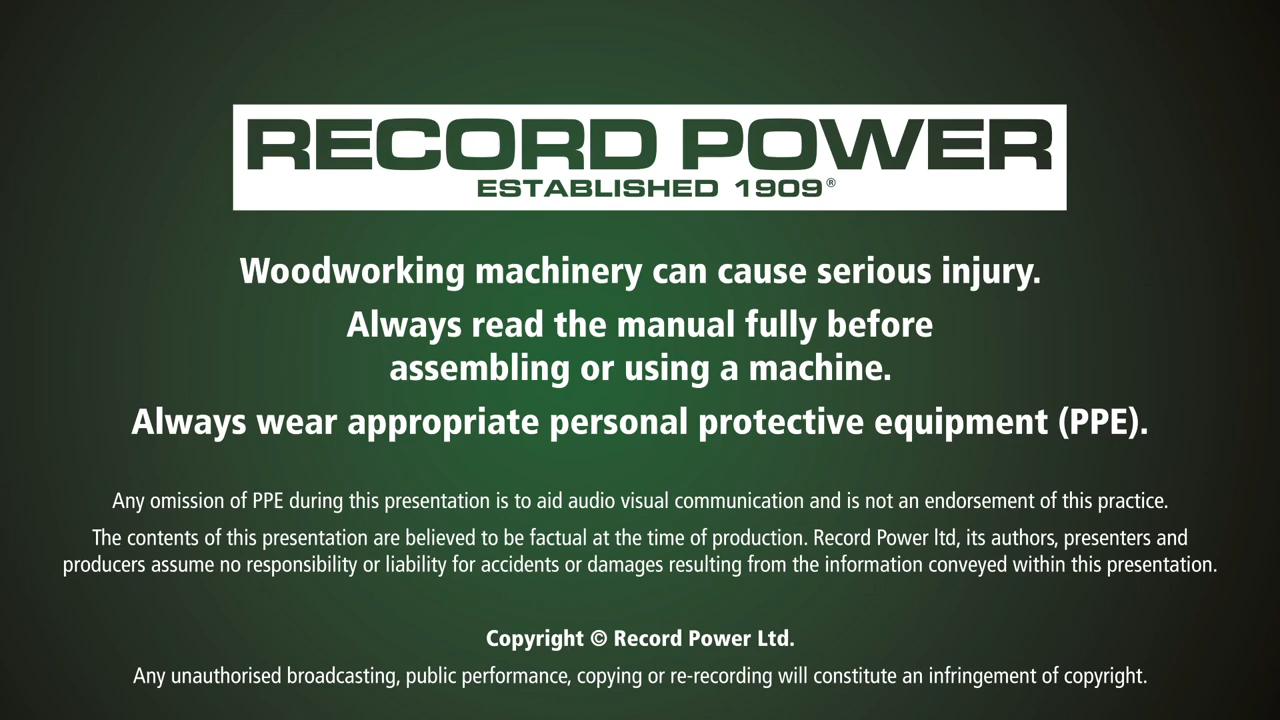 RECORD POWER
ESTABLISHED 1909®
Woodworking machinery can cause serious injury.
Always read the manual fully before
assembling or using a machine.
Always wear appropriate personal protective equipment (PPE).
Any omission of PPE during this presentation is to aid audio visual communication and is not an endorsement of this practice.
The contents of this presentation are believed to be factual at the time of production. Record Power ltd, its authors, presenters and
producers assume no responsibility or liability for accidents or damages resulting from the information conveyed within this presentation.
Copyright © Record Power Ltd.
Any unauthorised broadcasting, public performance, copying or re-recording will constitute an infringement of copyright.